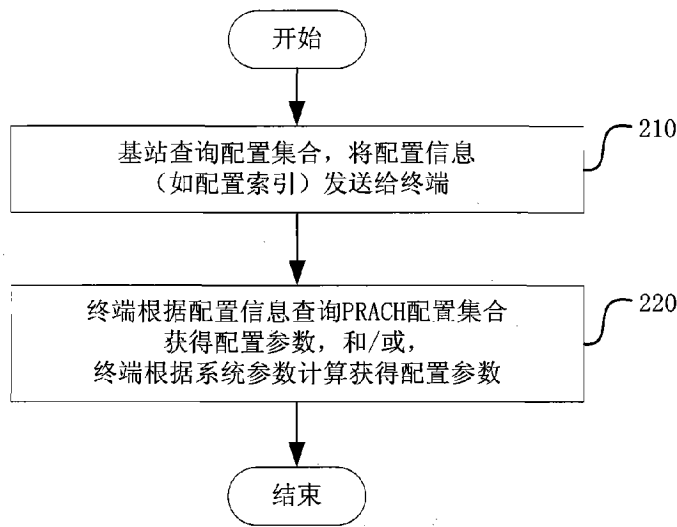 开始
基站查询配置集合，将配置信息
（如配置索引）发送给终端
210
终端根据配置信息查询PRACH配置集合
获得配置参数，和/或，
终端根据系统参数计算获得配置参数
220
结束